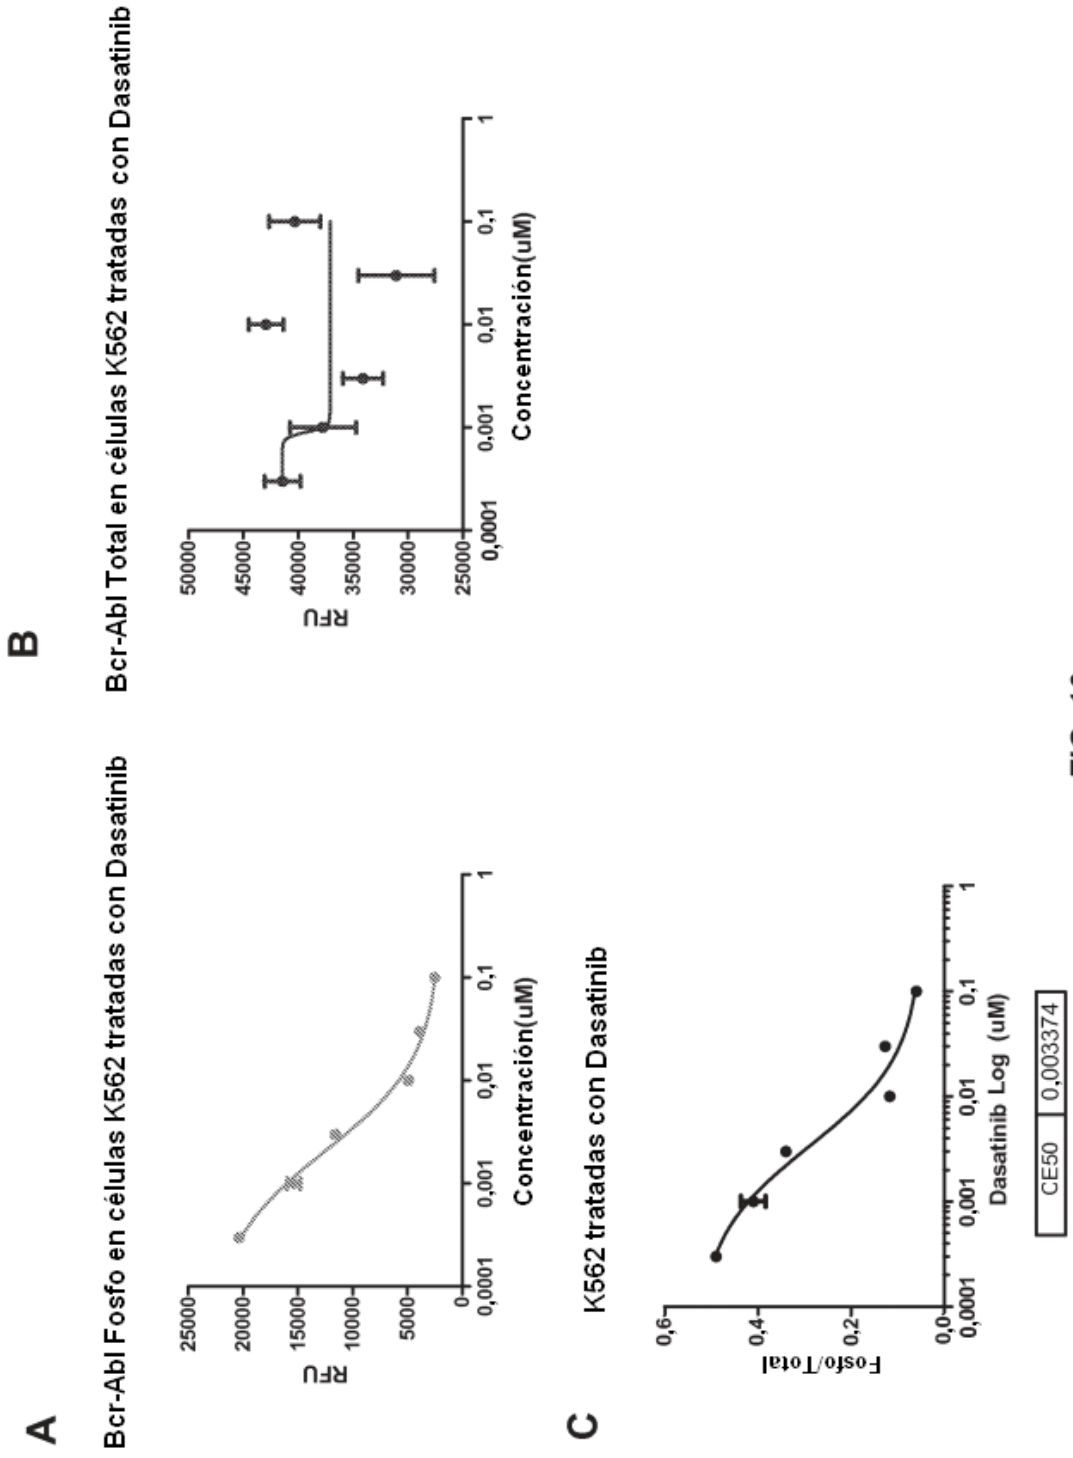 A
Bcr-Abl Fosfo en células K562 tratadas con Dasatinib
RFU
25000
20000
15000
10000
5000
0
0,0001
0,001
0,01
0,1
1
Concentración(uM)
B
Bcr-Abl Total en células K562 tratadas con Dasatinib
RFU
50000
45000
40000
35000
30000
25000
0,0001
0,001
0,01
0,1
1
Concentración(uM)
C
K562 tratadas con Dasatinib
Fosfo/Total
0,6
0,4
0,2
0,0
0,0001
0,001
0,01
0,1
1
Dasatinib Log (uM)
CE50 0,003374